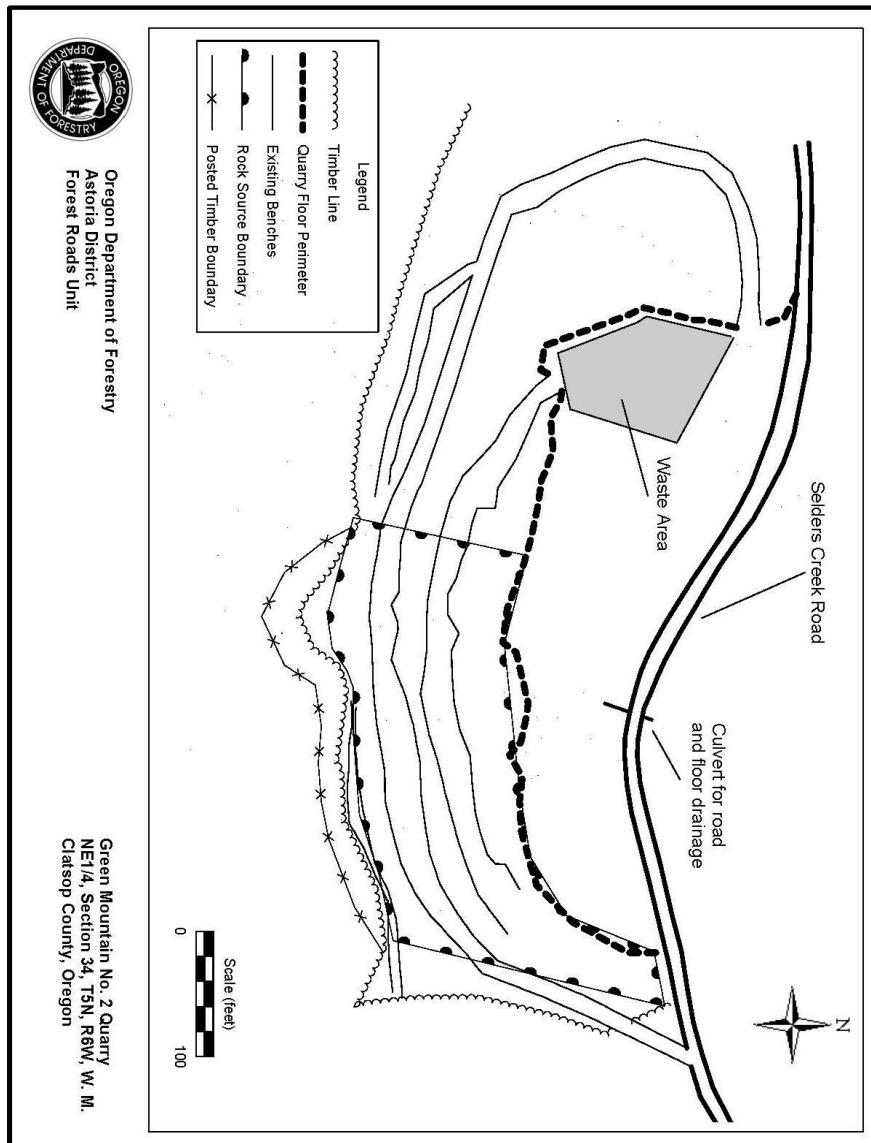 Legend
Timber Line
Quarry Floor Perimeter
Existing Benches
Rock Source Boundary
Posted Timber Boundary
Selders Creek Road
Waste Area
Culvert for road
and floor drainage
N
Scale (feet)
0
100
OREGON
DEPARTMENT OF FORESTRY
Oregon Department of Forestry
Astoria District
Forest Roads Unit
Green Mountain No. 2 Quarry
NE1/4, Section 34, T5N, R6W, W. M.
Clatsop County, Oregon